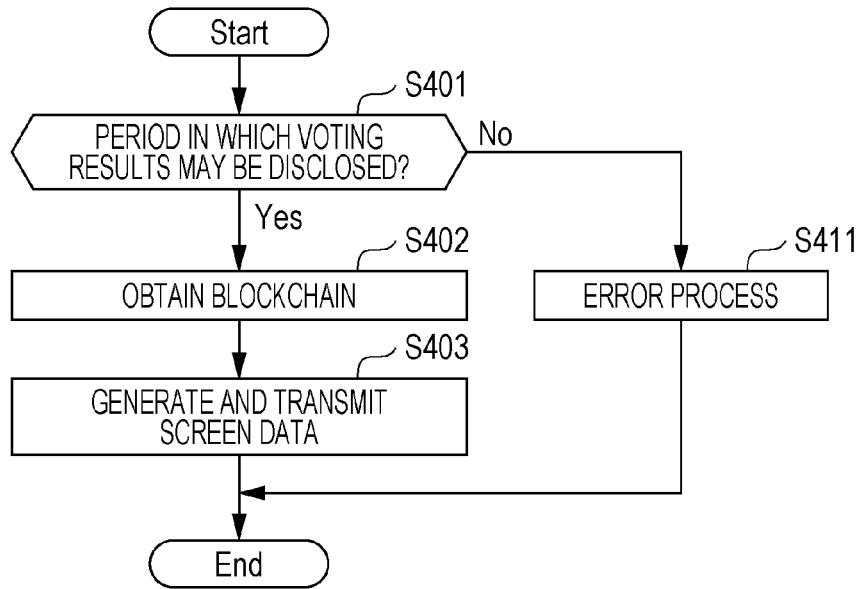 Start
S401
PERIOD IN WHICH VOTING
RESULTS MAY BE DISCLOSED?
No
Yes
S402
OBTAIN BLOCKCHAIN
S411
ERROR PROCESS
S403
GENERATE AND TRANSMIT
SCREEN DATA
End